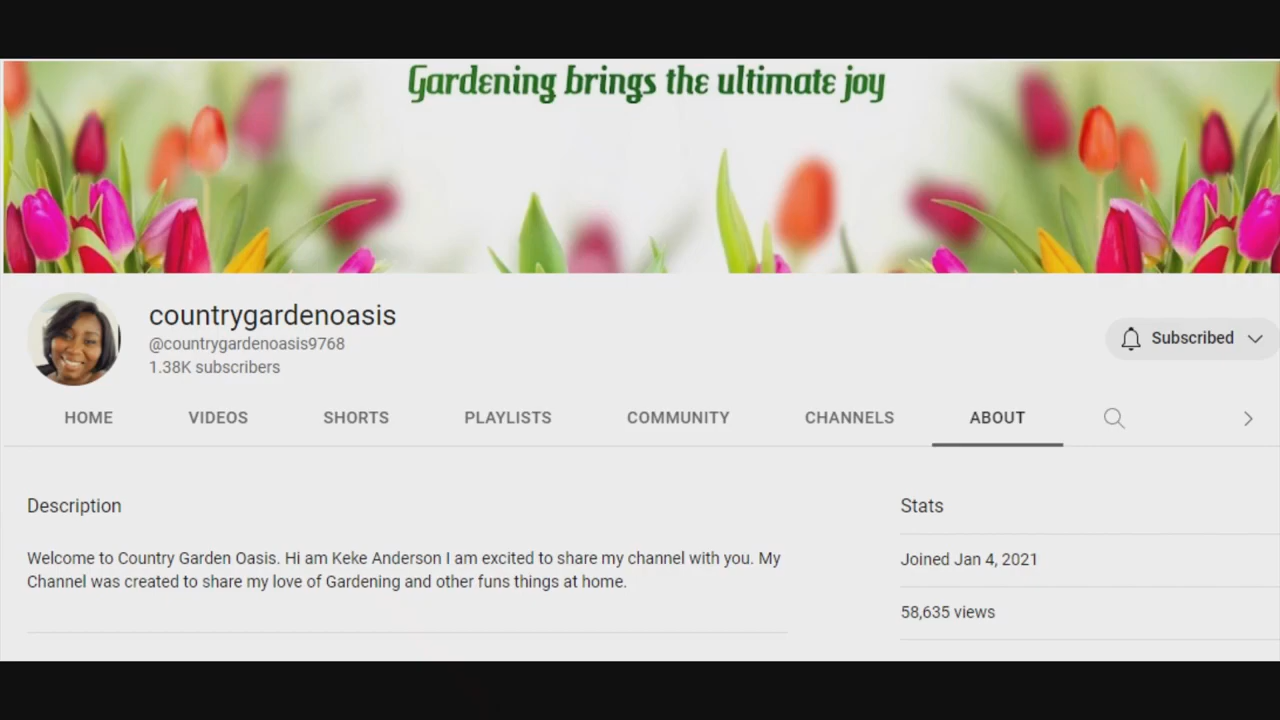 Gardening brings the ultimate joy
countrygardenoasis
@countrygardenoasis9768
1.38K subscribers
Subscribed
HOME VIDEOS SHORTS PLAYLISTS COMMUNITY CHANNELS ABOUT
Description
Welcome to Country Garden Oasis. Hi am Keke Anderson I am excited to share my channel with you. My
Channel was created to share my love of Gardening and other funs things at home.
Stats
Joined Jan 4, 2021
58,635 views